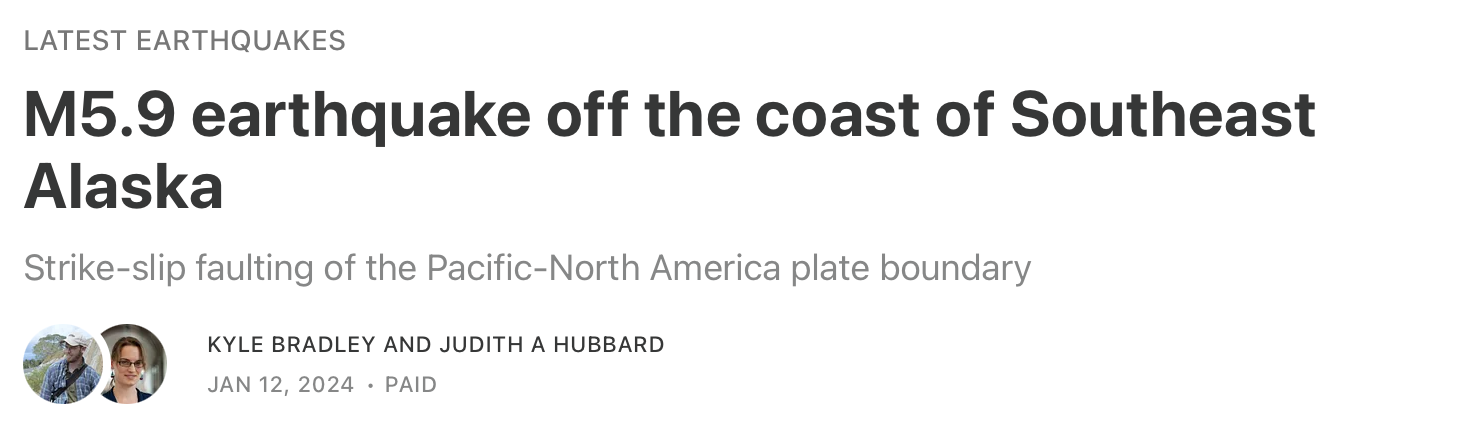 LATEST EARTHQUAKES
M5.9 earthquake off the coast of Southeast
Alaska
Strike-slip faulting of the Pacific-North America plate boundary
KYLE BRADLEY AND JUDITH A HUBBARD
JAN 12, 2024 • PAID